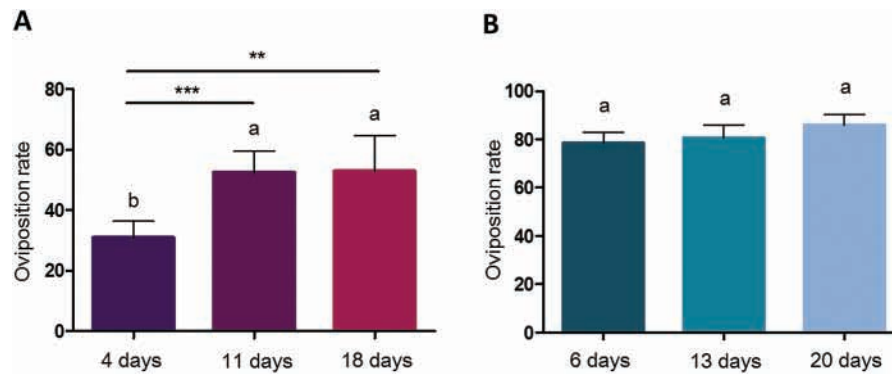 A
Oviposition rate
80
60
40
20
0
**
***
b
a
a
4 days
11 days
18 days
B
Oviposition rate
100
80
60
40
20
0
a
a
a
6 days
13 days
20 days